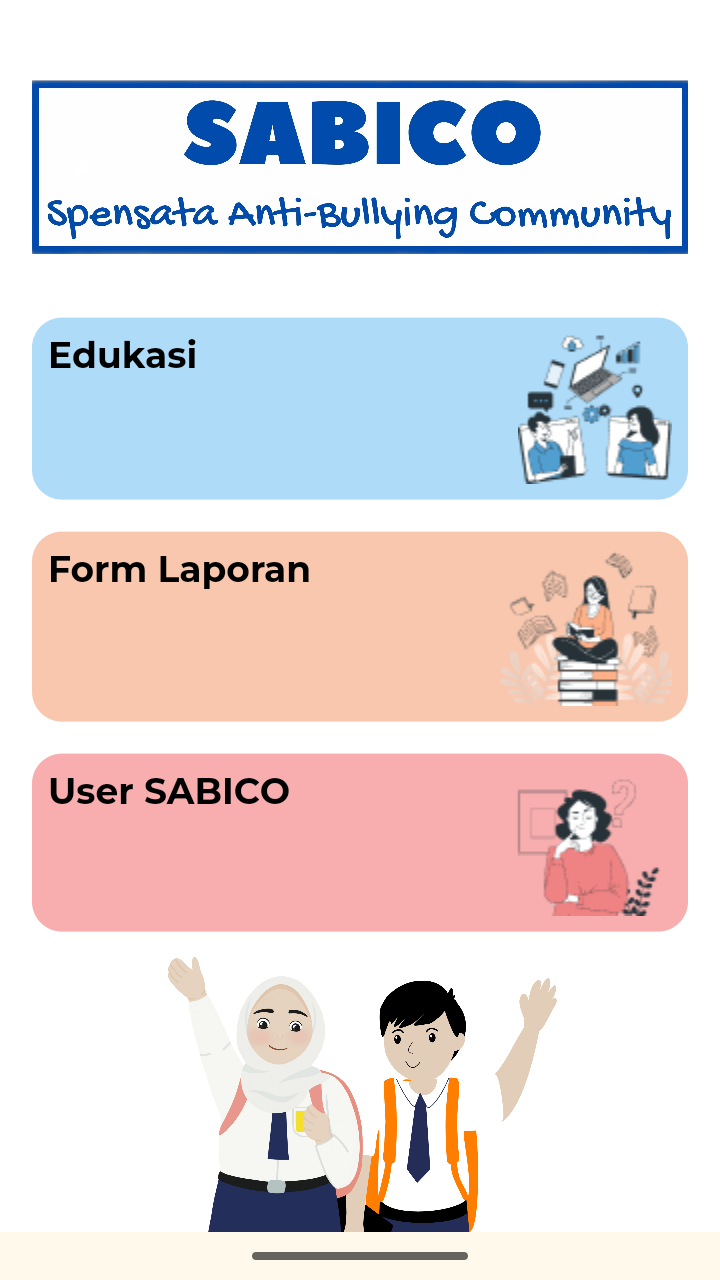 SABICO
Spensata Anti-Bullying Community
Edukasi
Form Laporan
User SABICO